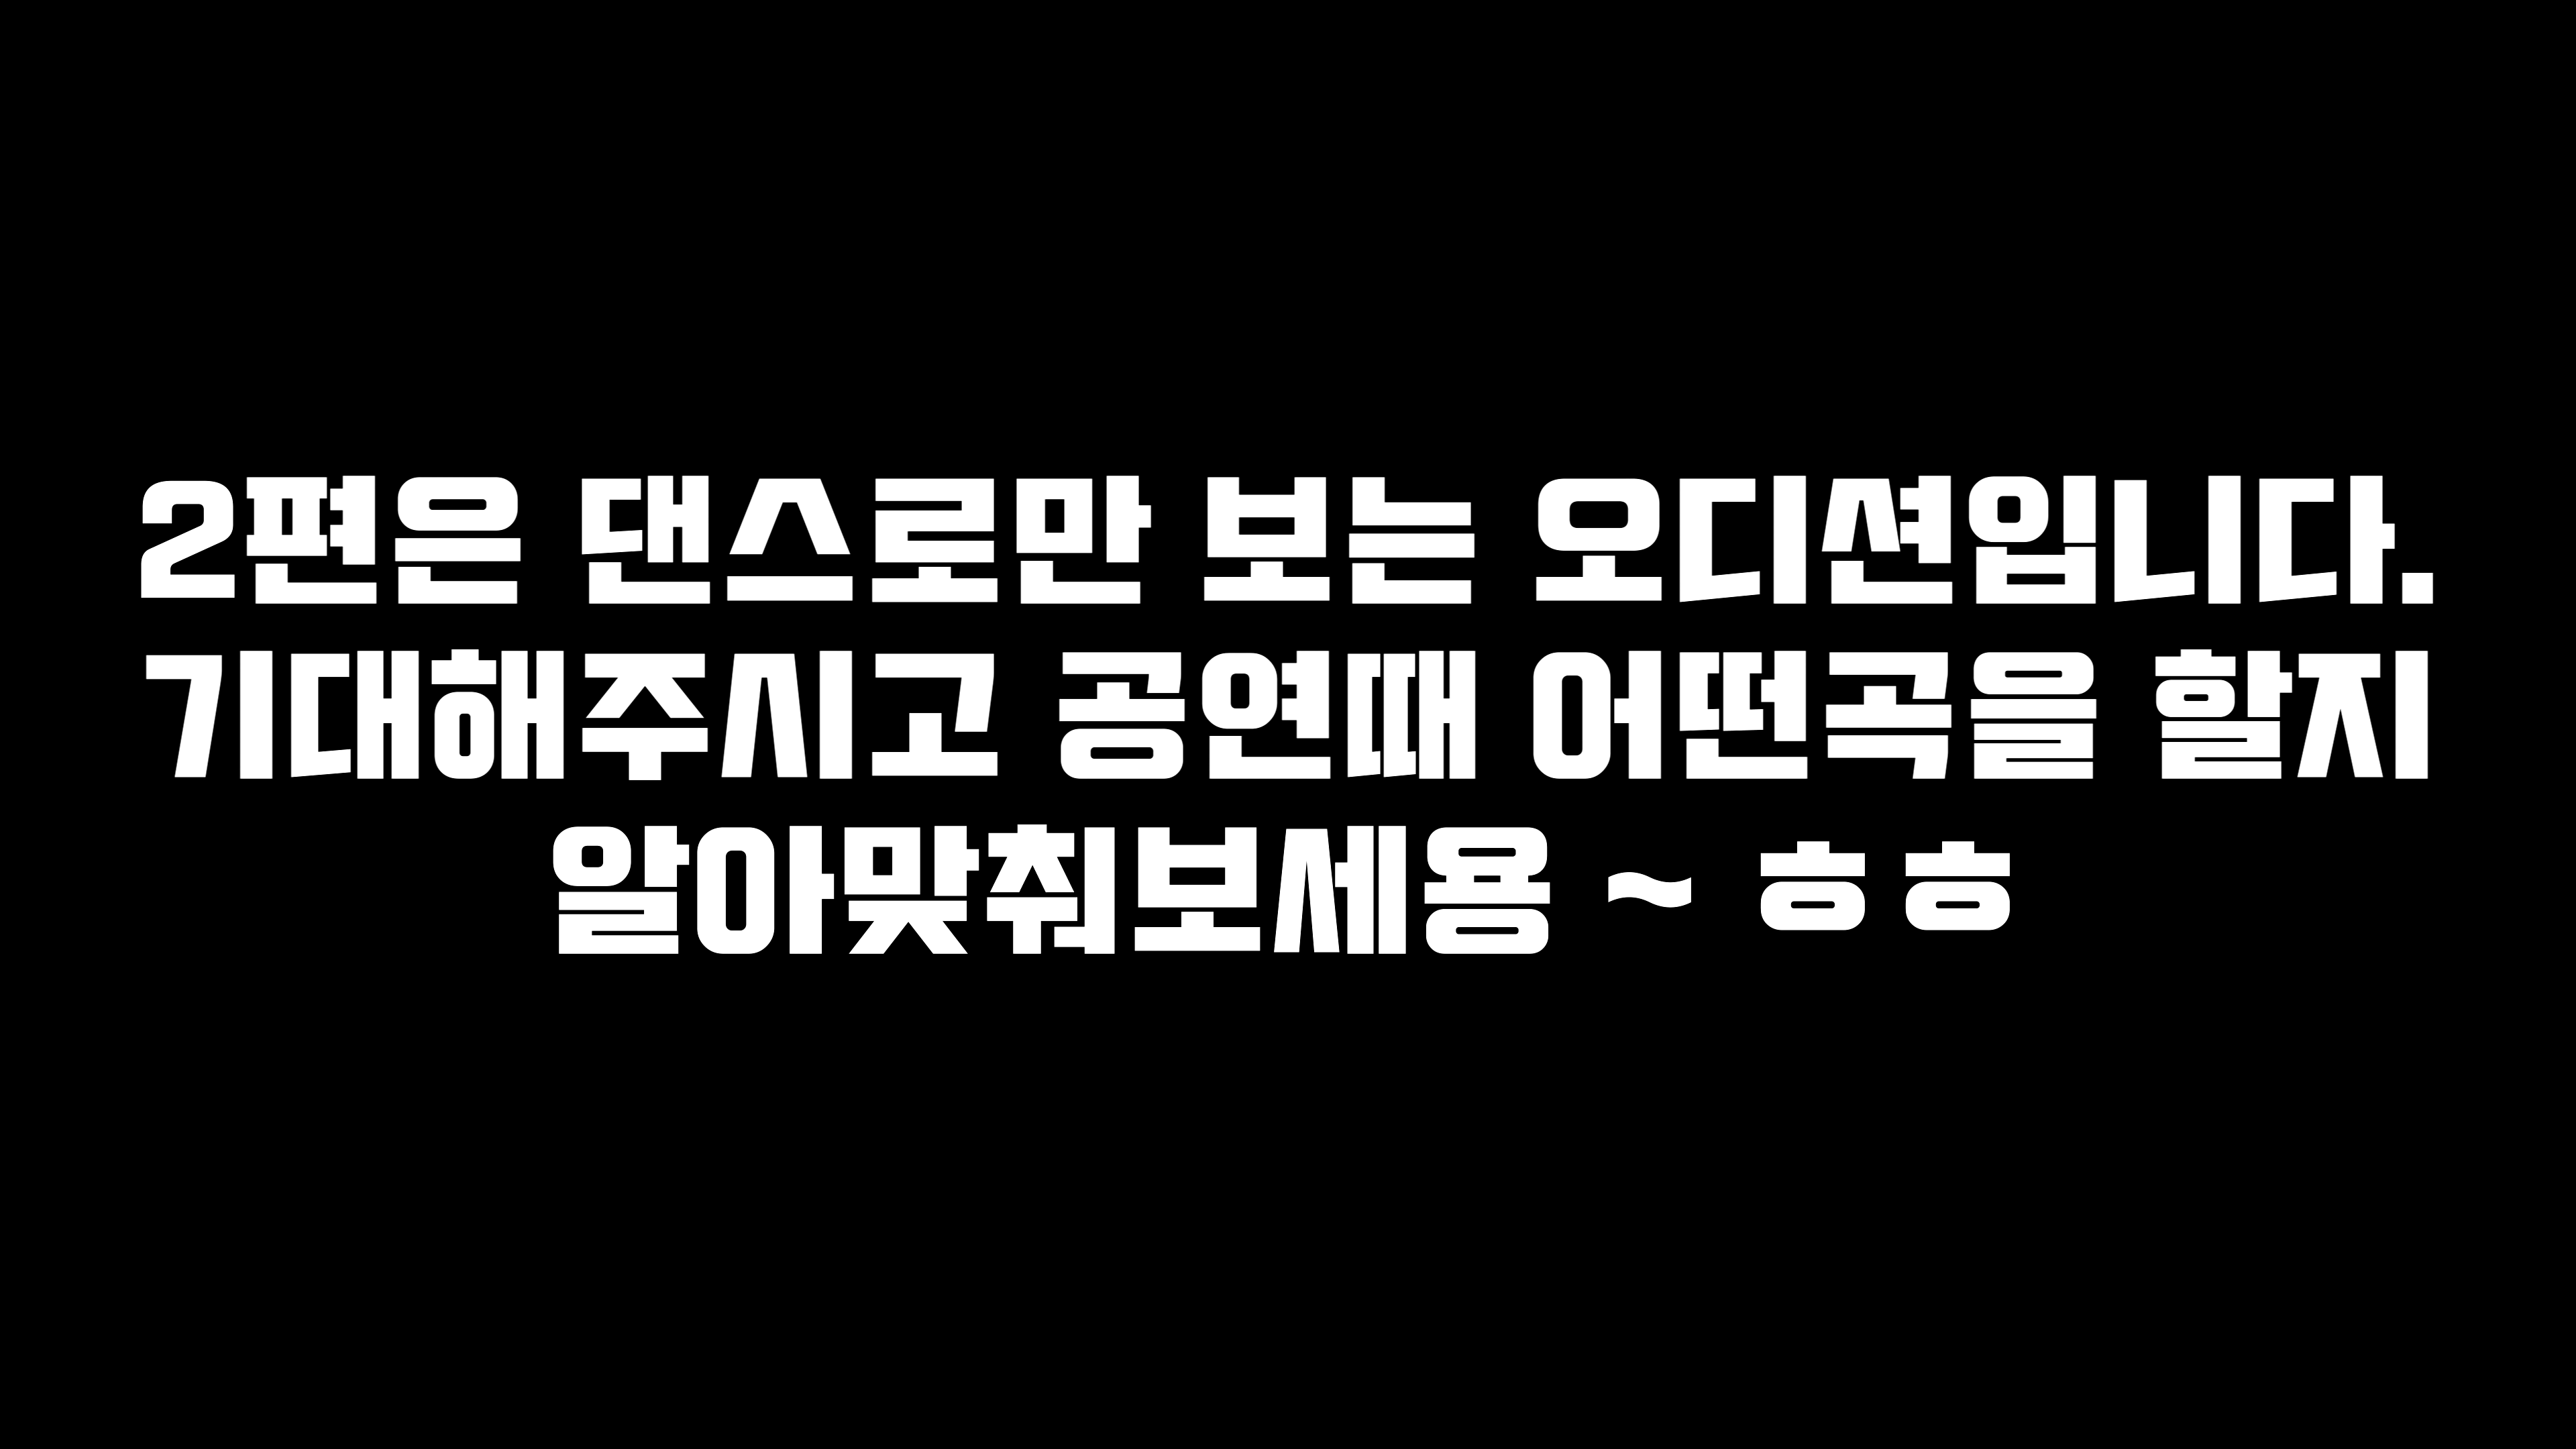 2편은 댄스로만 보는 오디션입니다.
기대해주시고 공연때 어떤곡을 할지
알아맞춰보세용 ~ ㅎㅎ